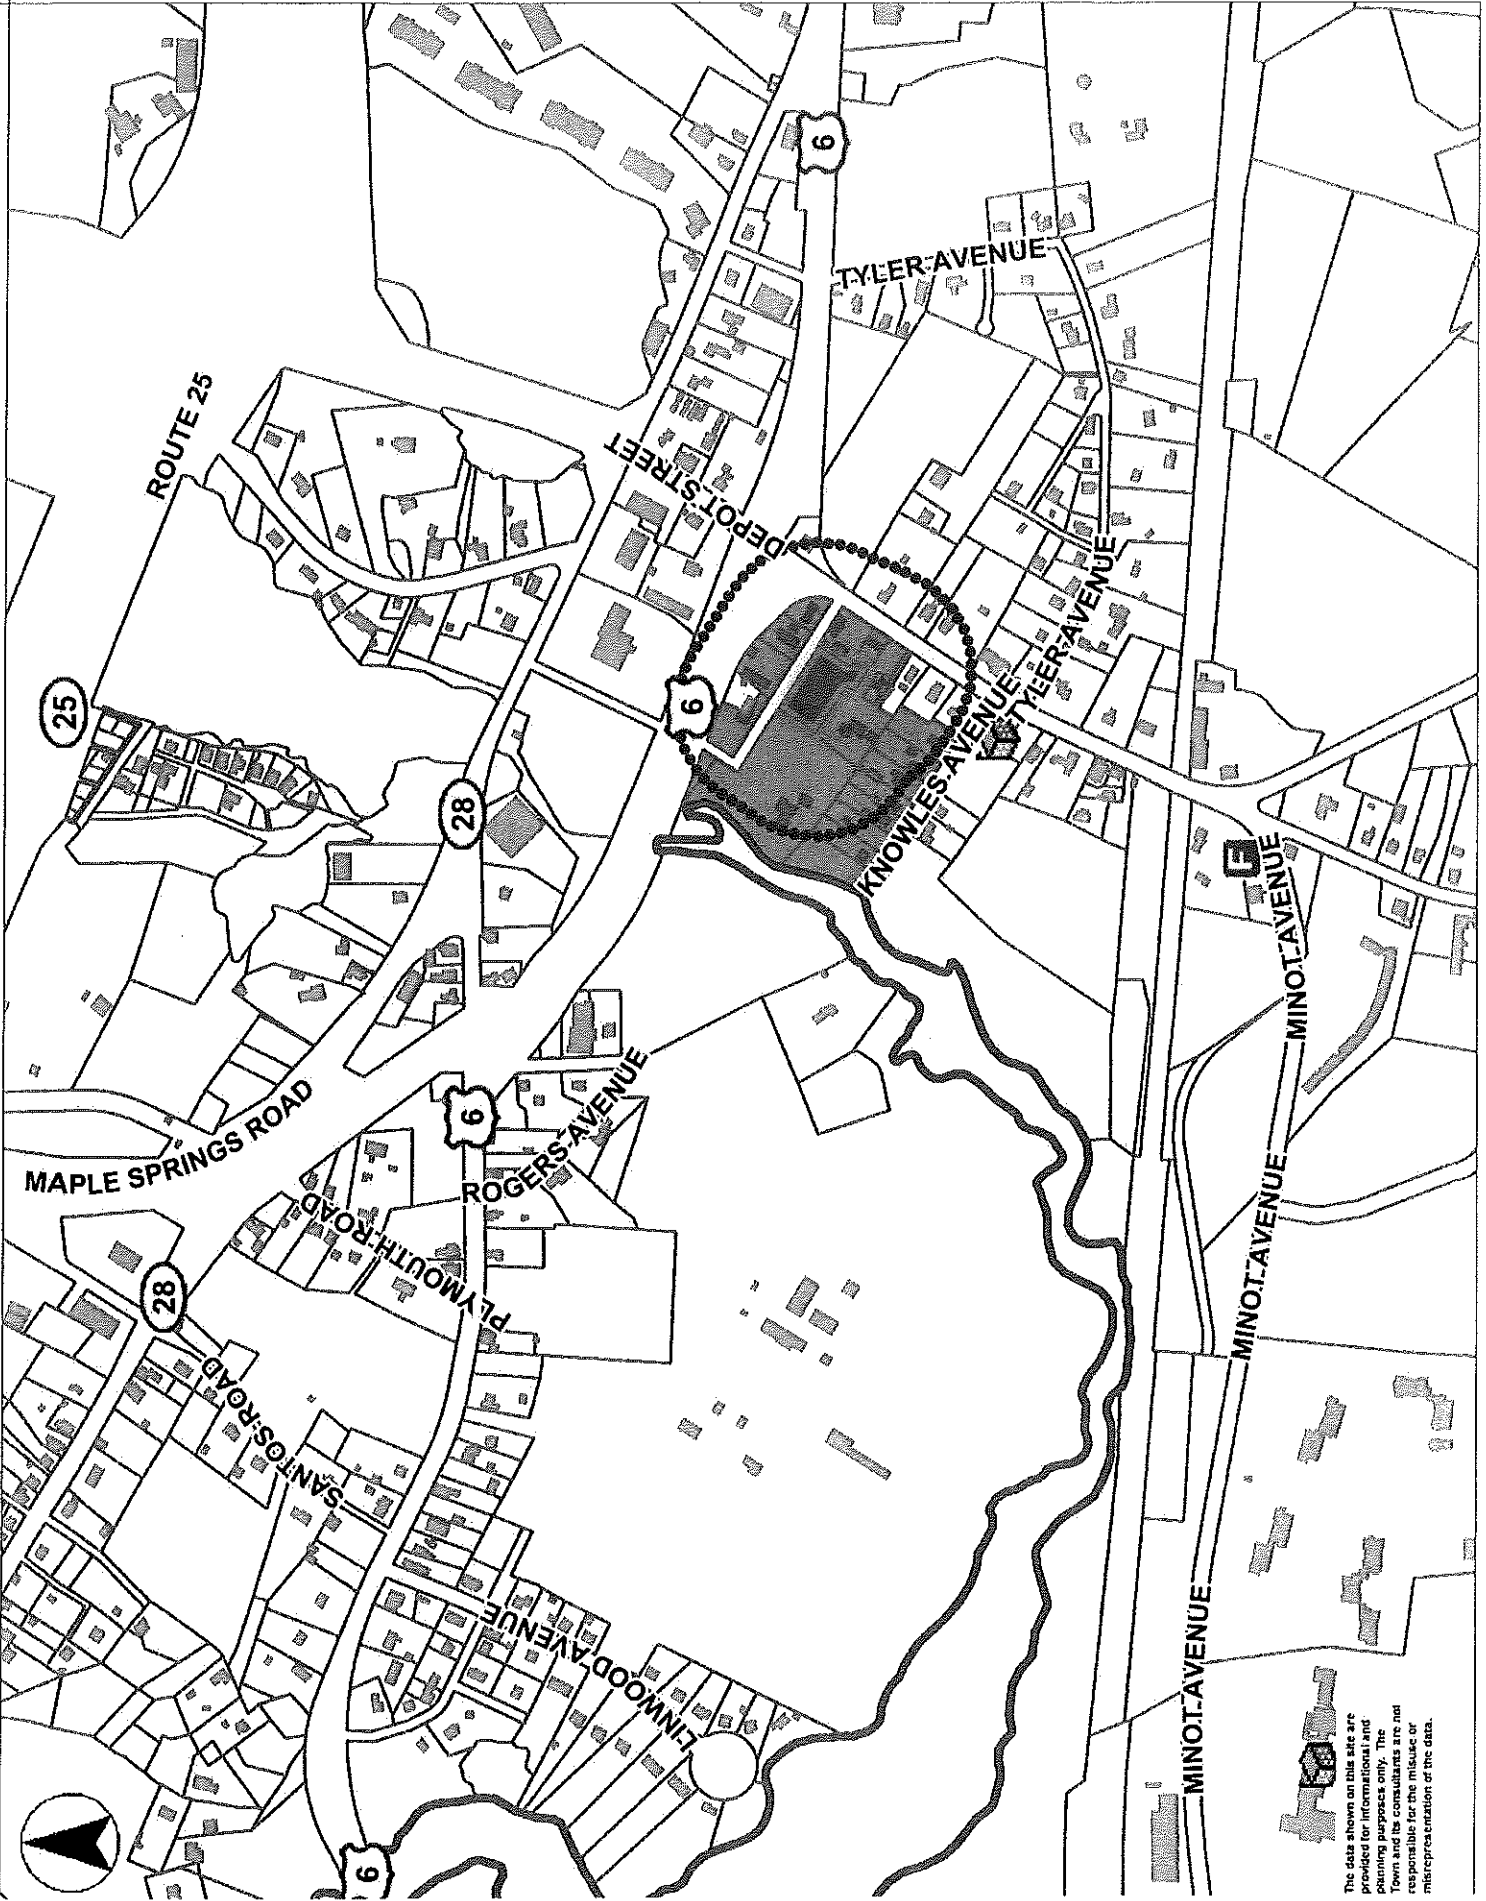 28
MAPLE SPRINGS ROAD
25
ROUTE 25
SANTOS ROAD
PLYMOUTH ROAD
28
6
6
ROGERS AVENUE
LINWOOD AVENUE
6
DEPOT STREET
6
TYLER AVENUE
KNOWLES AVENUE
TYLER AVENUE
F
MINOT AVENUE
MINOT AVENUE
MINOT AVENUE
The data shown on this site are
provided for informational and
planning purposes only. The
Town and its consultants are not
responsible for the misuse or
misrepresentation of the data.